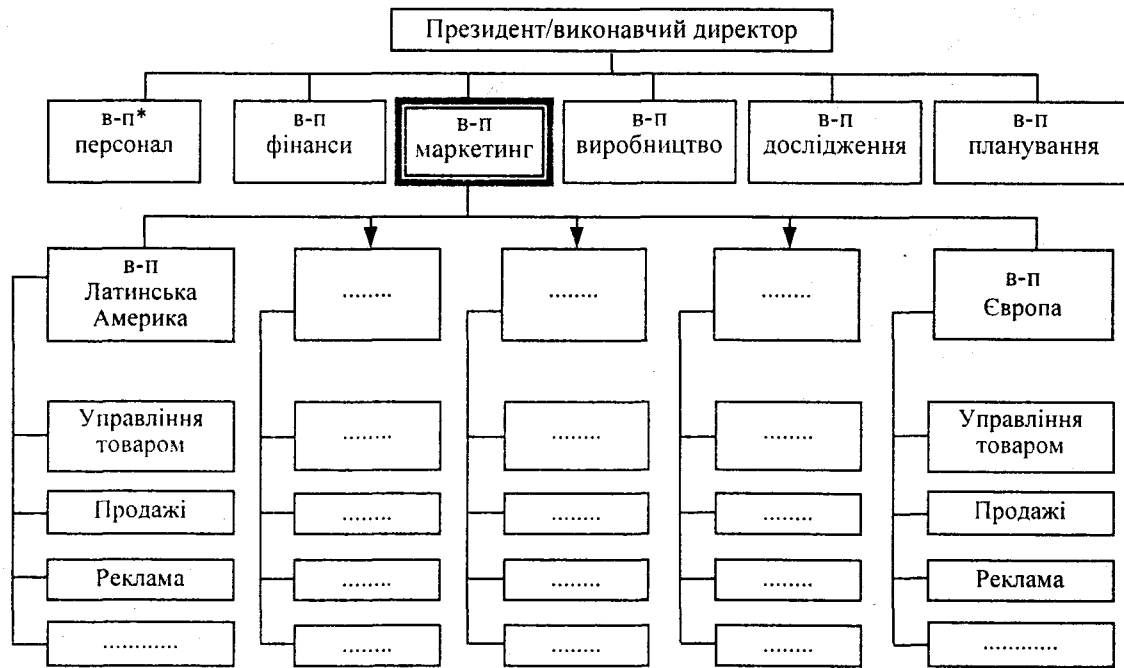 Президент/виконавчий директор
в-п*
персонал
в-п
фінанси
в-п
маркетинг
в-п
виробництво
в-п
дослідження
в-п
планування
в-п
Латинська
Америка
........
........
........
в-п
Європа
Управління
товаром
........
........
........
Управління
товаром
Продажі
........
........
........
Продажі
Реклама
........
........
........
Реклама
............
........
........
........
............